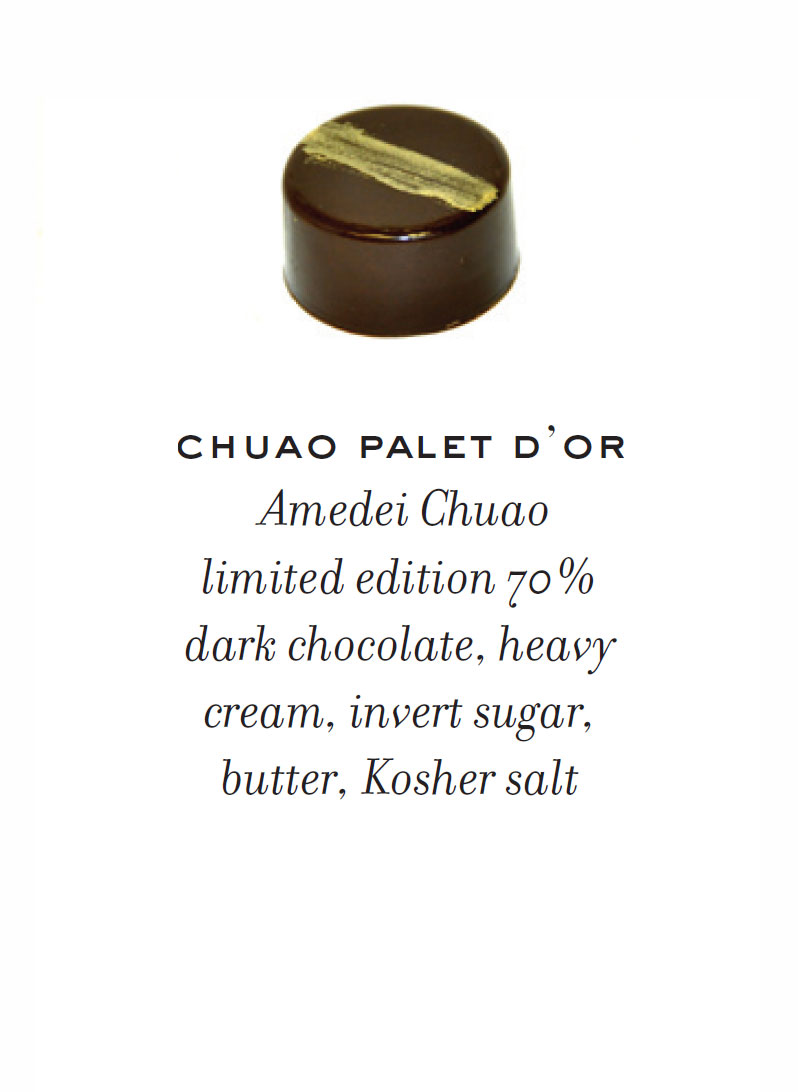 CHUAO PALET D’OR
Amedei Chuao
limited edition 70%
dark chocolate, heavy
cream, invert sugar,
butter, Kosher salt